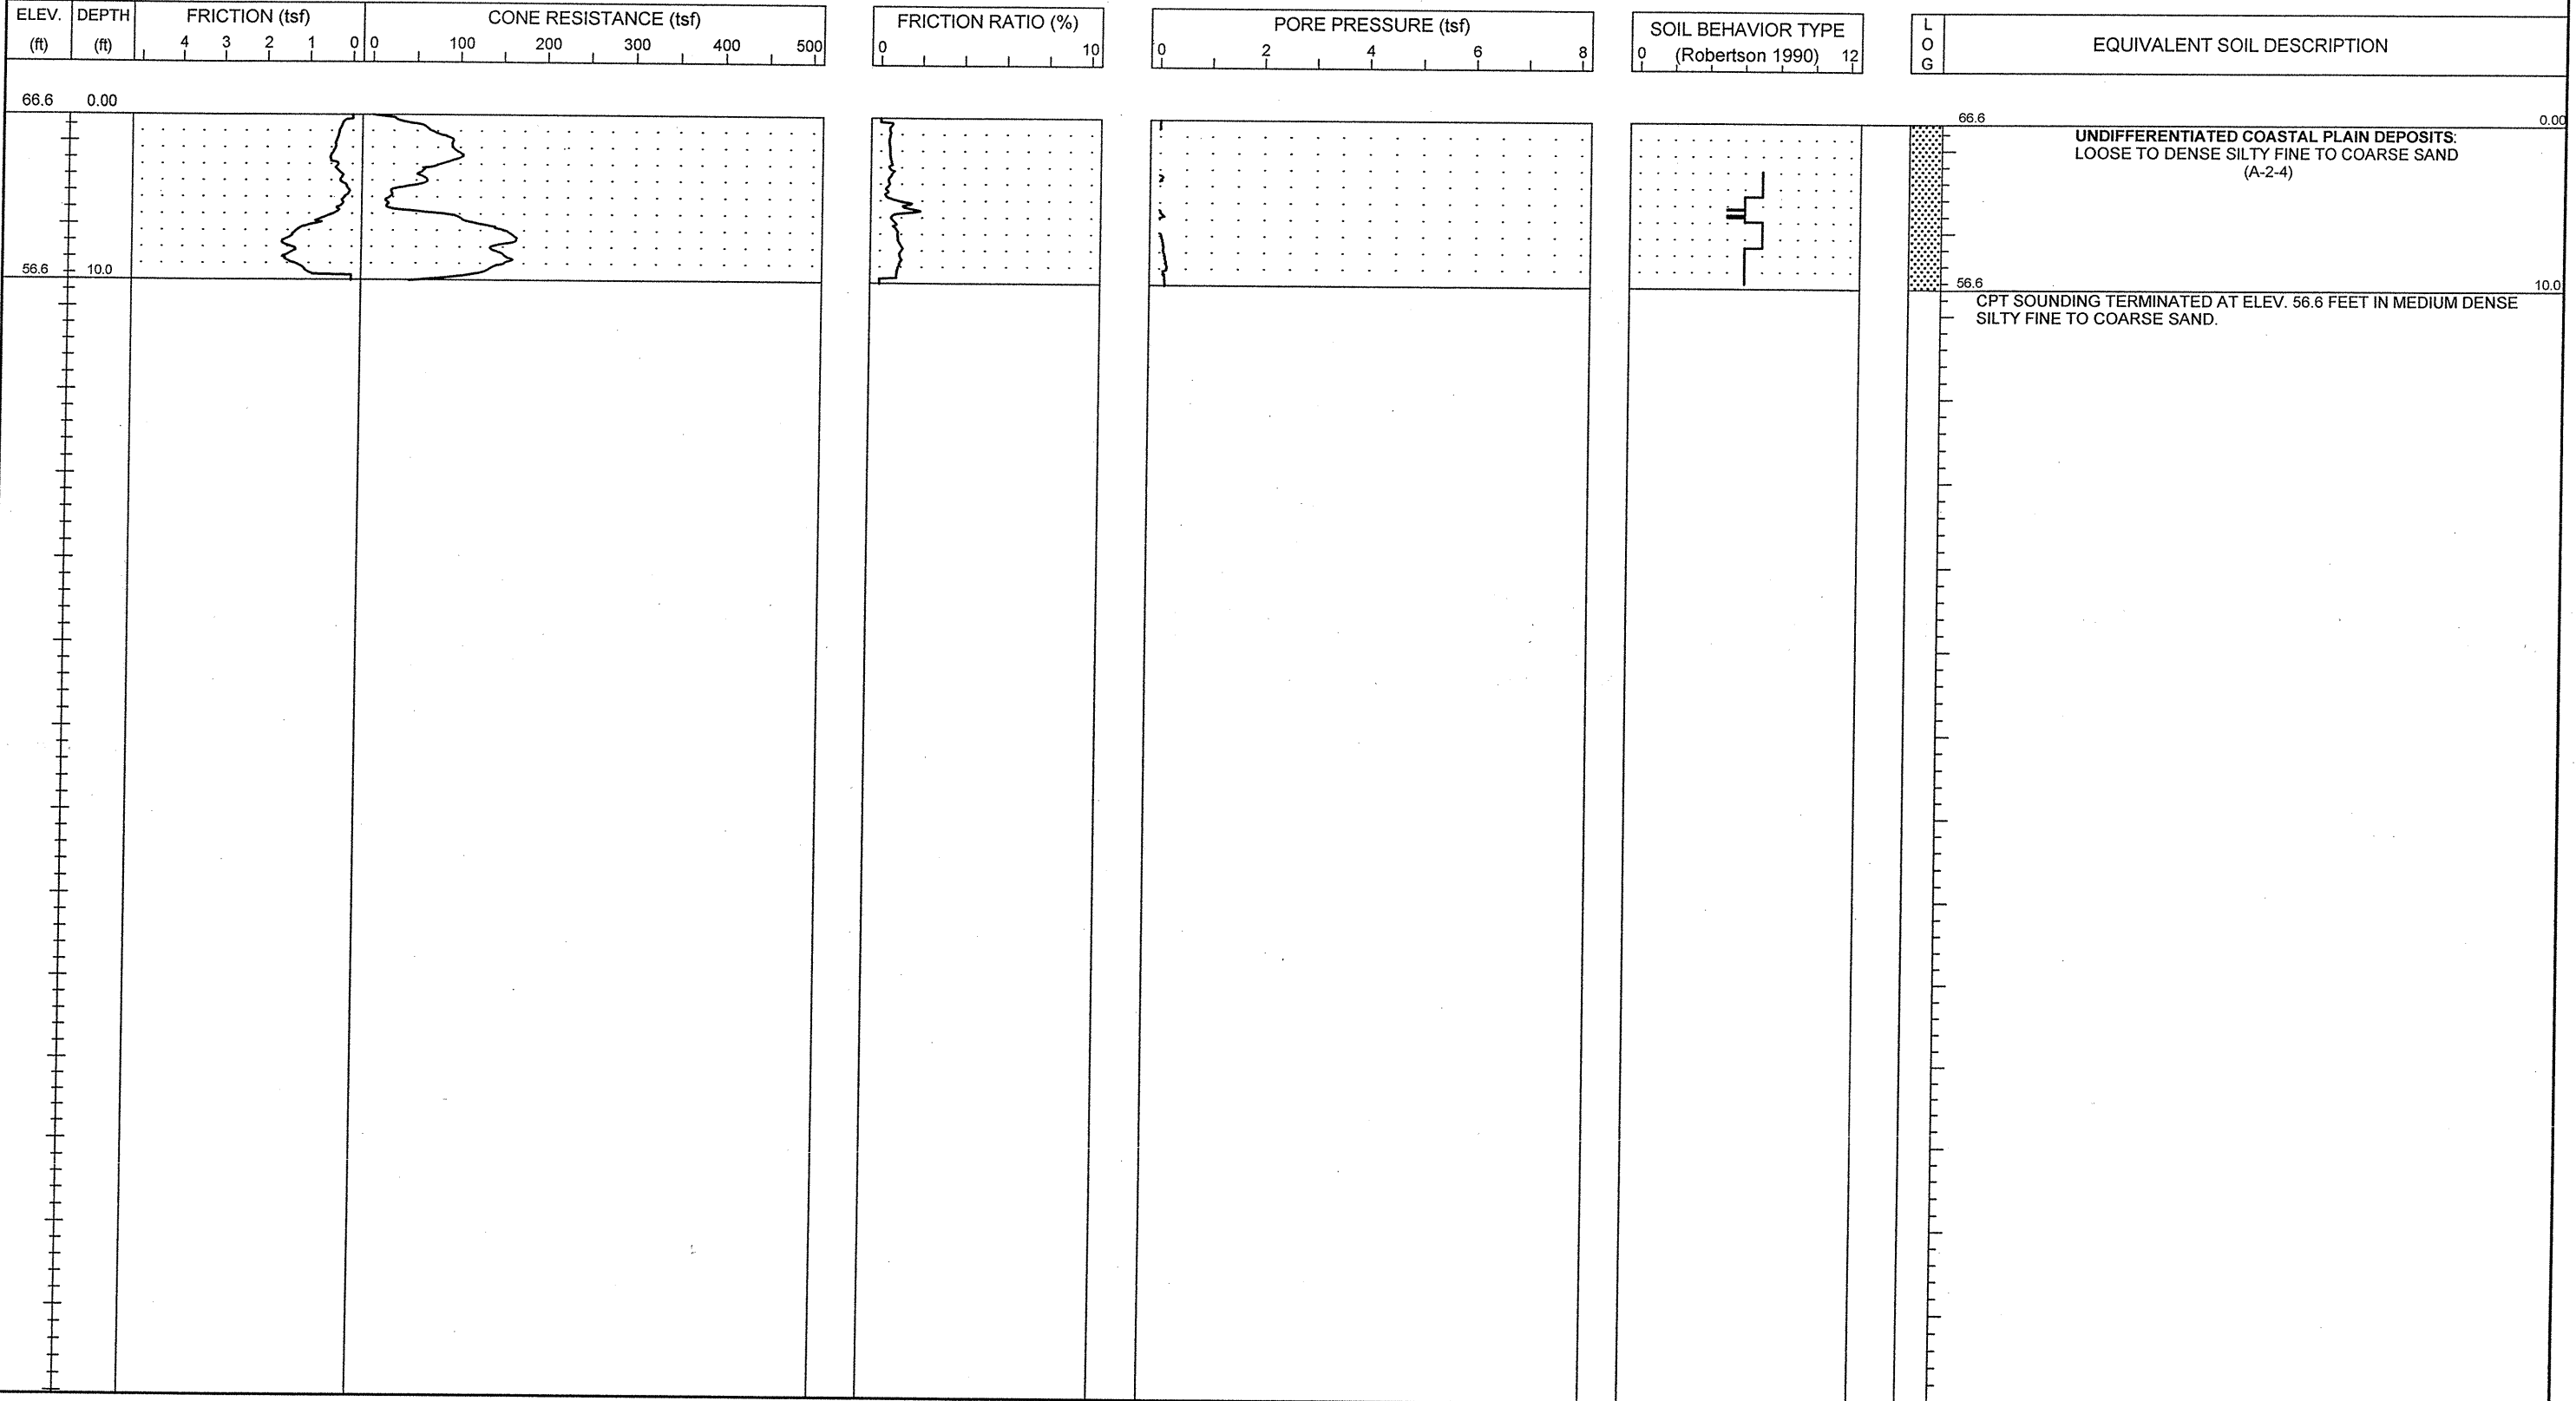 ELEV. DEPTH FRICTION (tsf) CONE RESISTANCE (tsf) FRICTION RATIO (%) PORE PRESSURE (tsf) SOIL BEHAVIOR TYPE LOG EQUIVALENT SOIL DESCRIPTION
(ft) (ft) 4 3 2 1 0 0 100 200 300 400 500 0 10 0 2 4 6 8 0 (Robertson 1990) 12
66.6 0.00
66.6 0.00
UNDIFFERENTIATED COASTAL PLAIN DEPOSITS:
LOOSE TO DENSE SILTY FINE TO COARSE SAND
(A-2-4)
56.6 10.0
56.6 10.0
CPT SOUNDING TERMINATED AT ELEV. 56.6 FEET IN MEDIUM DENSE
SILTY FINE TO COARSE SAND.